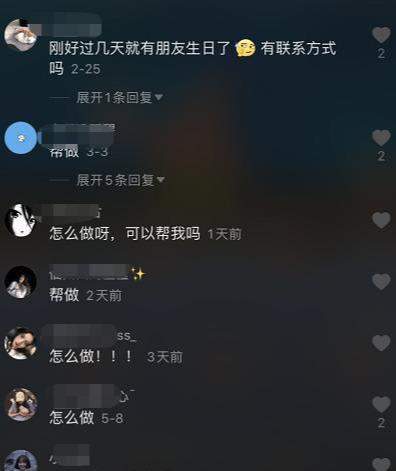 刚好过几天就有朋友生日了🤔有联系方式
吗 2-25
2
展开1条回复
帮做 3-3
2
展开5条回复
怎么做呀，可以帮我吗 1天前
帮做 2天前
ss_
怎么做！！！ 3天前
心
怎么做 5-8
2